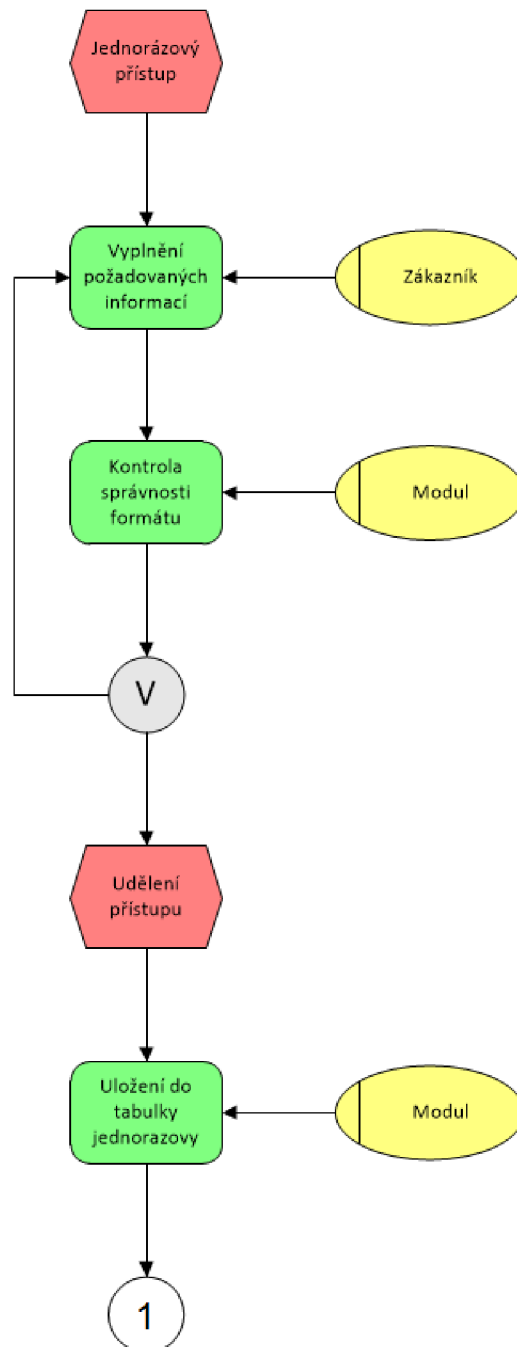 Jednorázový
přístup
Vyplnění
požadovaných
informací
Zákazník
Kontrola
správnosti
formátu
Modul
V
Udělení
přístupu
Uložení do
tabulky
jednorazovy
Modul
1